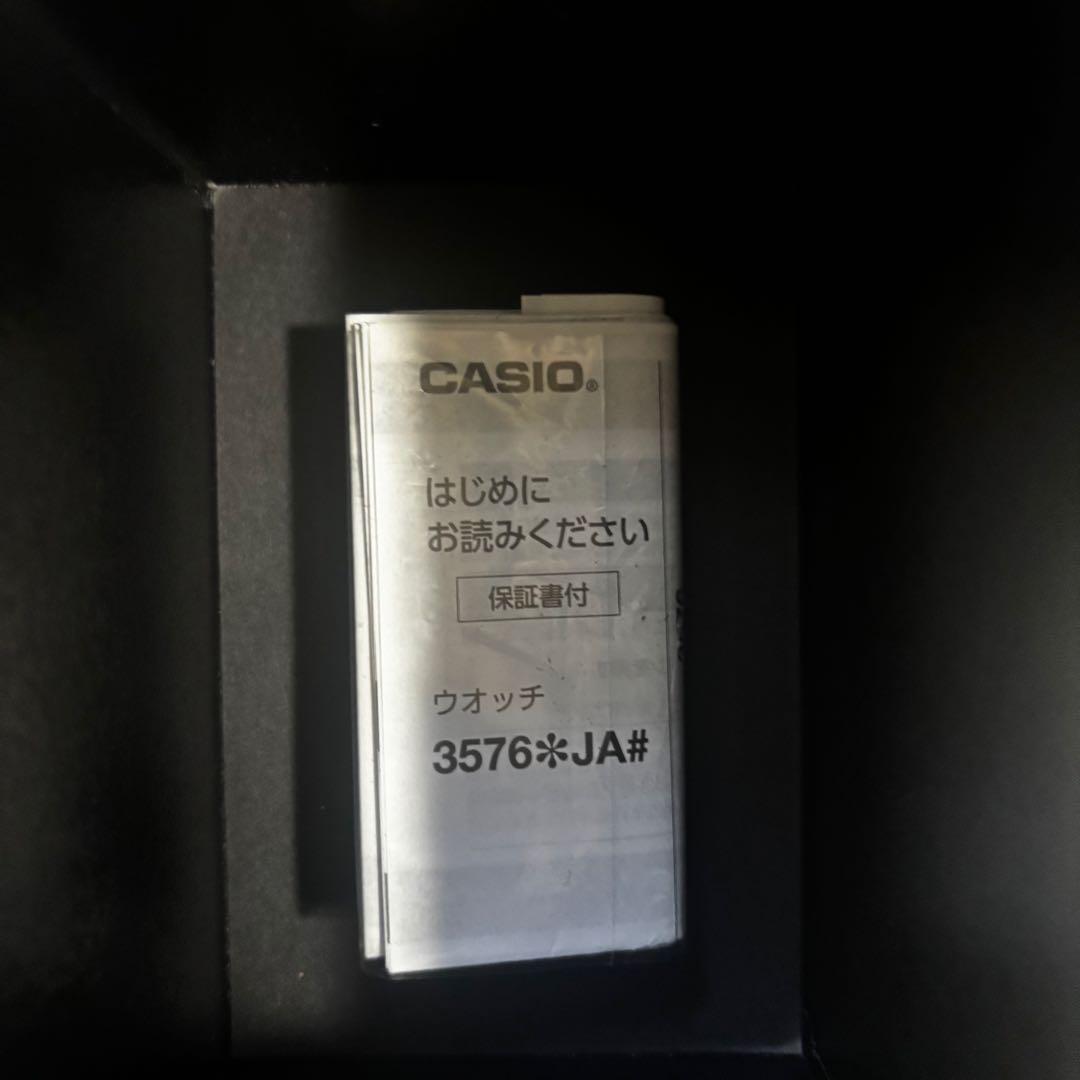 CASIO®
はじめに
お読みください
保証書付
ウオッチ
3576✻JA#